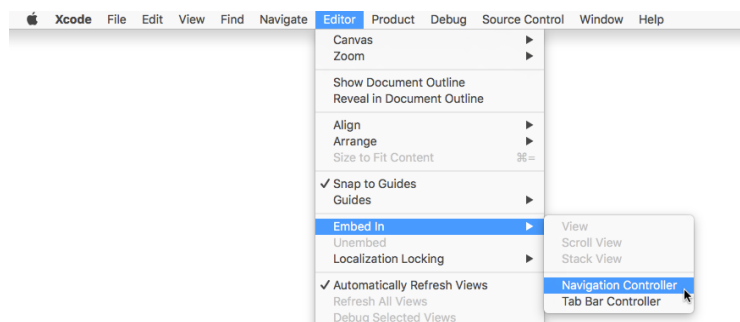 Xcode File Edit View Find Navigate Editor Product Debug Source Control Window Help
Canvas
Zoom
Show Document Outline
Reveal in Document Outline
Align
Arrange
Size to Fit Content ⌘=
✓ Snap to Guides
Guides
Embed In
Unembed
Localization Locking
✓ Automatically Refresh Views
Refresh All Views
Debug Selected Views
View
Scroll View
Stack View
Navigation Controller
Tab Bar Controller